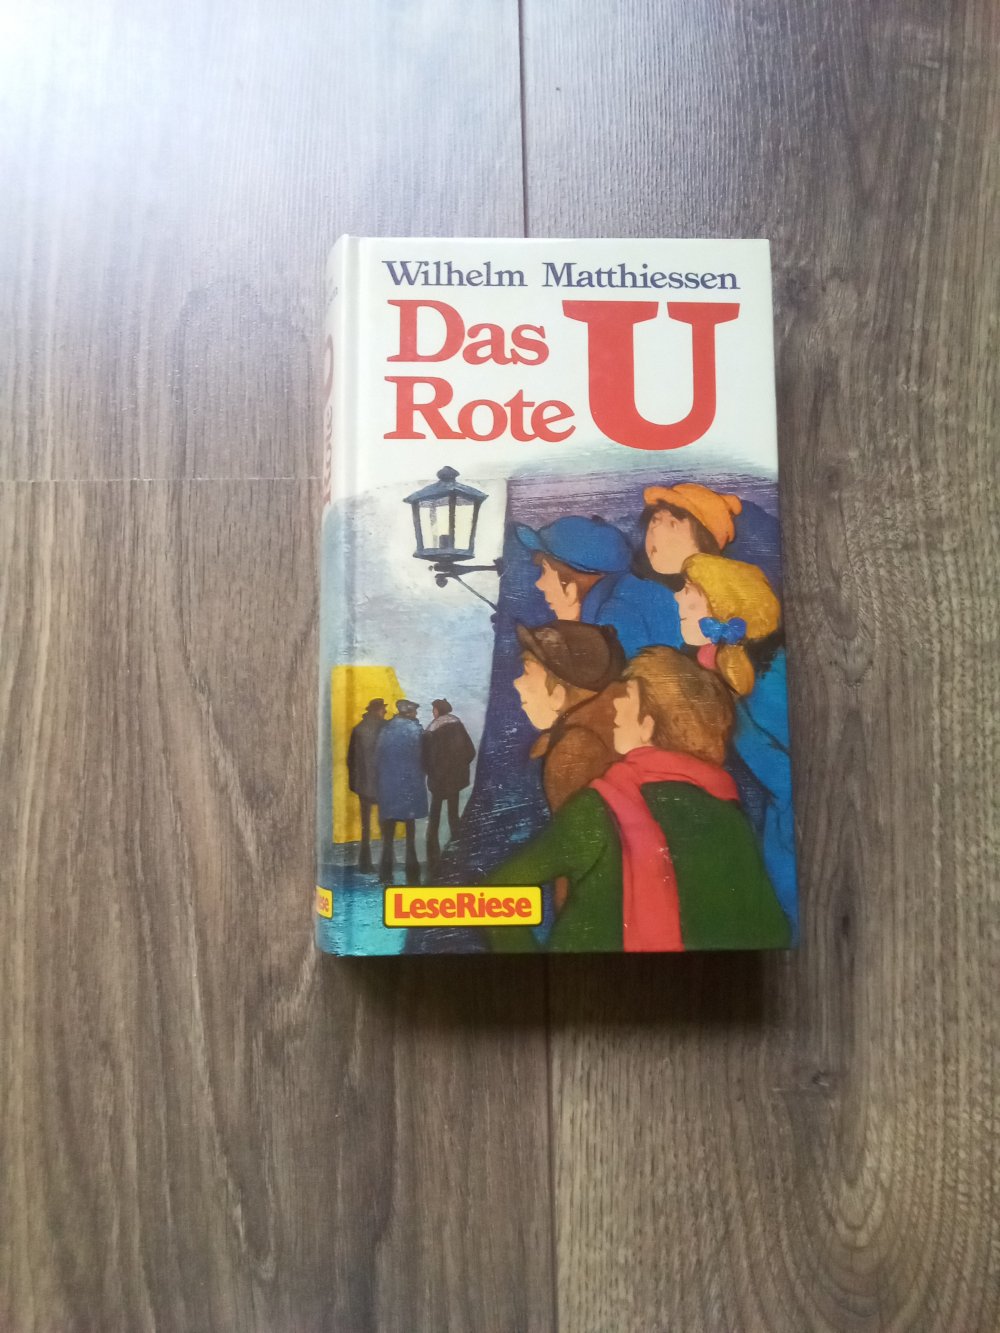 Wilhelm Matthiessen
Das
Rote U
LeseRiese